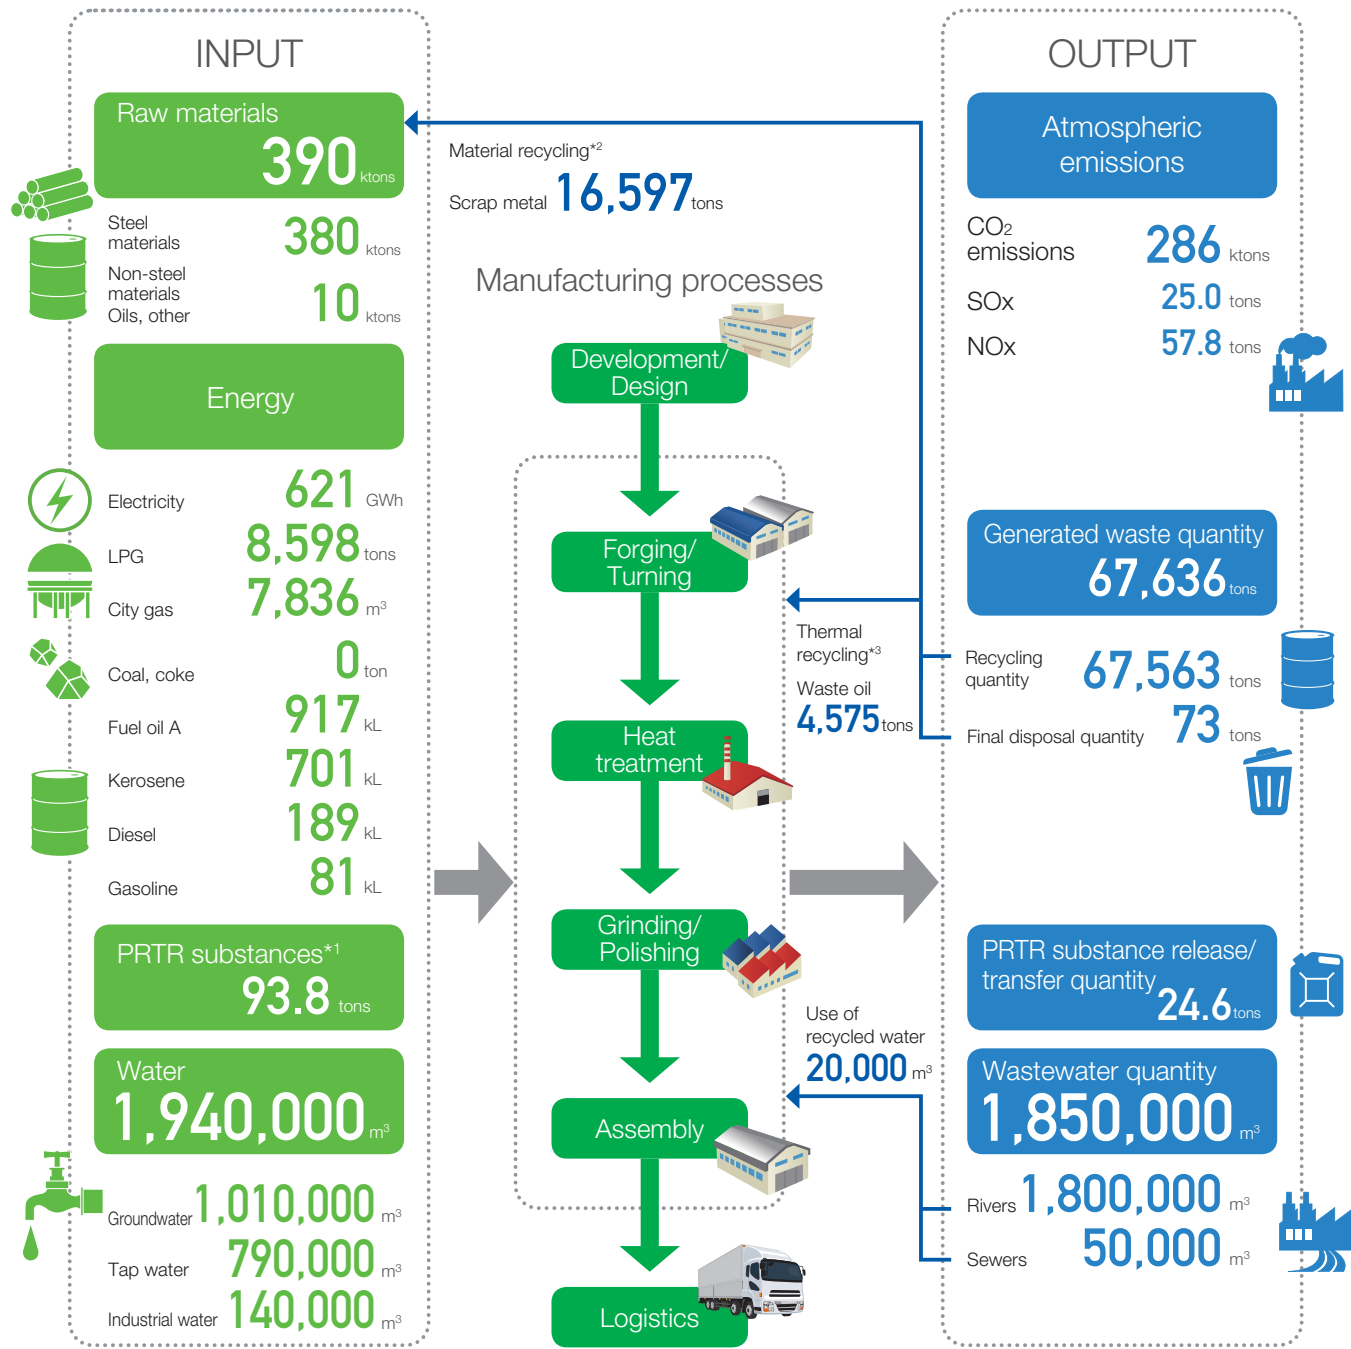 INPUT
Raw materials
390 ktons
Steel
materials
380 ktons
Non-steel
materials
Oils, other
10 ktons
Energy
Electricity 621 GWh
LPG 8,598 tons
City gas 7,836 m³
Coal, coke 0 ton
Fuel oil A 917 kL
Kerosene 701 kL
Diesel 189 kL
Gasoline 81 kL
PRTR substances*1
93.8 tons
Water
1,940,000 m³
Groundwater 1,010,000 m³
Tap water 790,000 m³
Industrial water 140,000 m³
Material recycling*2
Scrap metal 16,597 tons
Manufacturing processes
Development/
Design
Forging/
Turning
Heat
treatment
Grinding/
Polishing
Assembly
Logistics
Thermal
recycling*3
Waste oil
4,575 tons
Use of
recycled water
20,000 m³
OUTPUT
Atmospheric
emissions
CO₂
emissions
286 ktons
SOx 25.0 tons
NOx 57.8 tons
Generated waste quantity
67,636 tons
Recycling
quantity
67,563 tons
Final disposal quantity 73 tons
PRTR substance release/
transfer quantity 24.6 tons
Wastewater quantity
1,850,000 m³
Rivers 1,800,000 m³
Sewers 50,000 m³